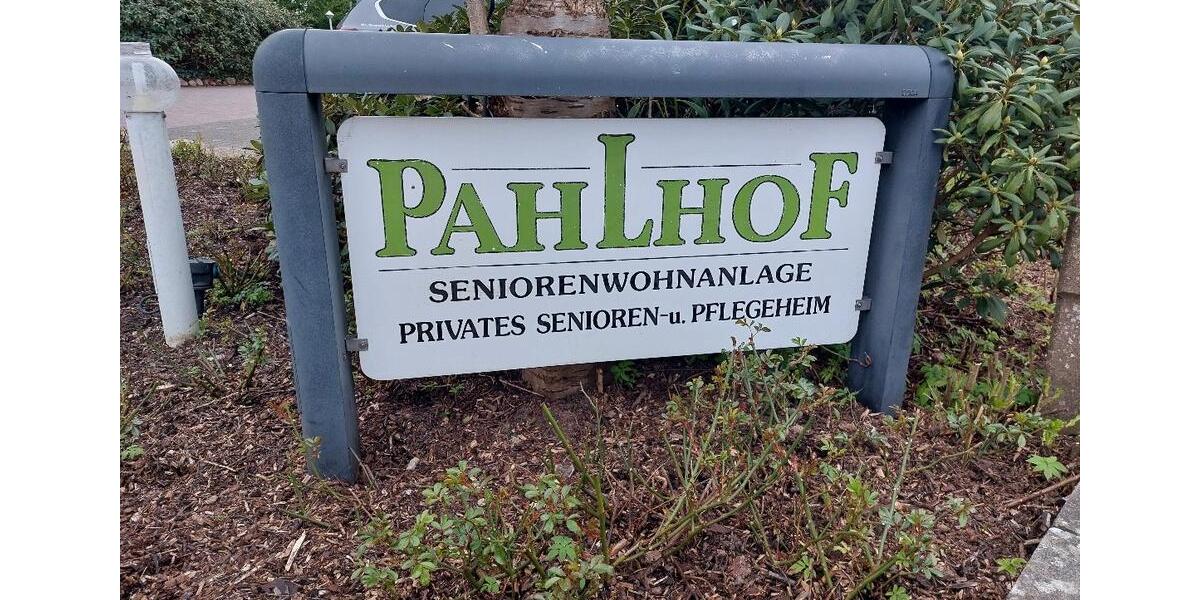 PAHLHOF
SENIORENWOHNANLAGE
PRIVATES SENIOREN-u. PFLEGEHEIM